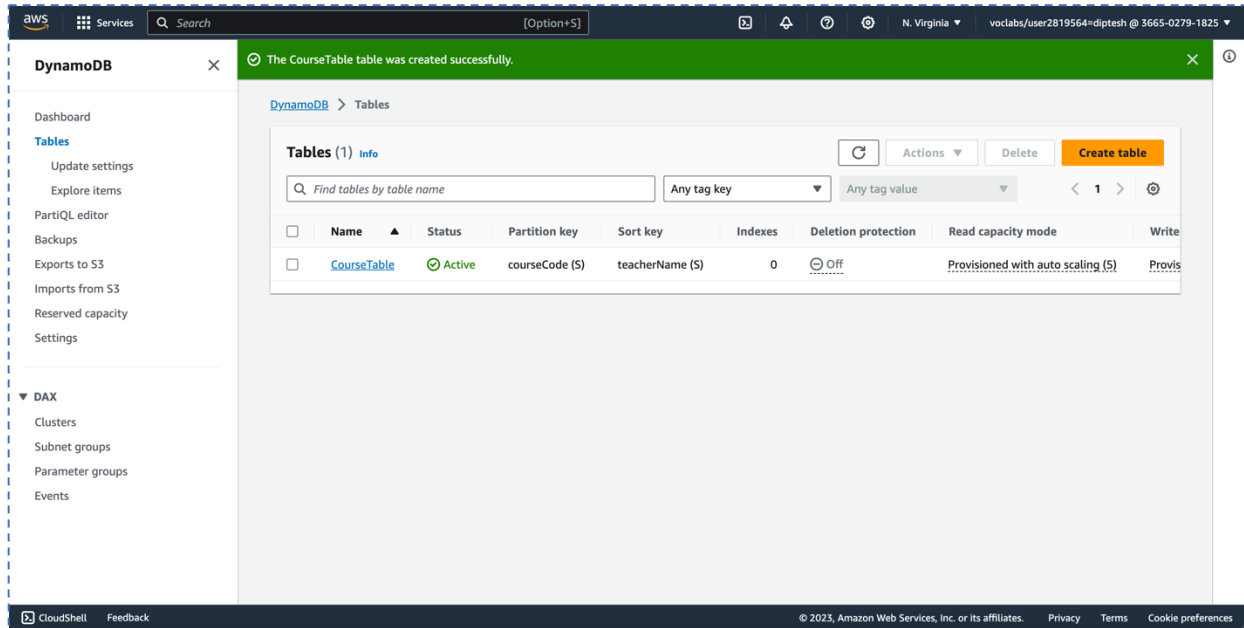 aws Services Search [Option+S] N. Virginia ▼ voclabs/user2819564=diptesh @ 3665-0279-1825 ▼
DynamoDB
Dashboard
Tables
Update settings
Explore items
PartiQL editor
Backups
Exports to S3
Imports from S3
Reserved capacity
Settings
▼ DAX
Clusters
Subnet groups
Parameter groups
Events
The CourseTable table was created successfully.
DynamoDB > Tables
Tables (1) Info Actions ▼ Delete Create table
Find tables by table name Any tag key ▼ Any tag value ▼ < 1 >
Name ▲ Status Partition key Sort key Indexes Deletion protection Read capacity mode Write
CourseTable Active courseCode (S) teacherName (S) 0 Off Provisioned with auto scaling (5) Provis
CloudShell Feedback © 2023, Amazon Web Services, Inc. or its affiliates. Privacy Terms Cookie preferences